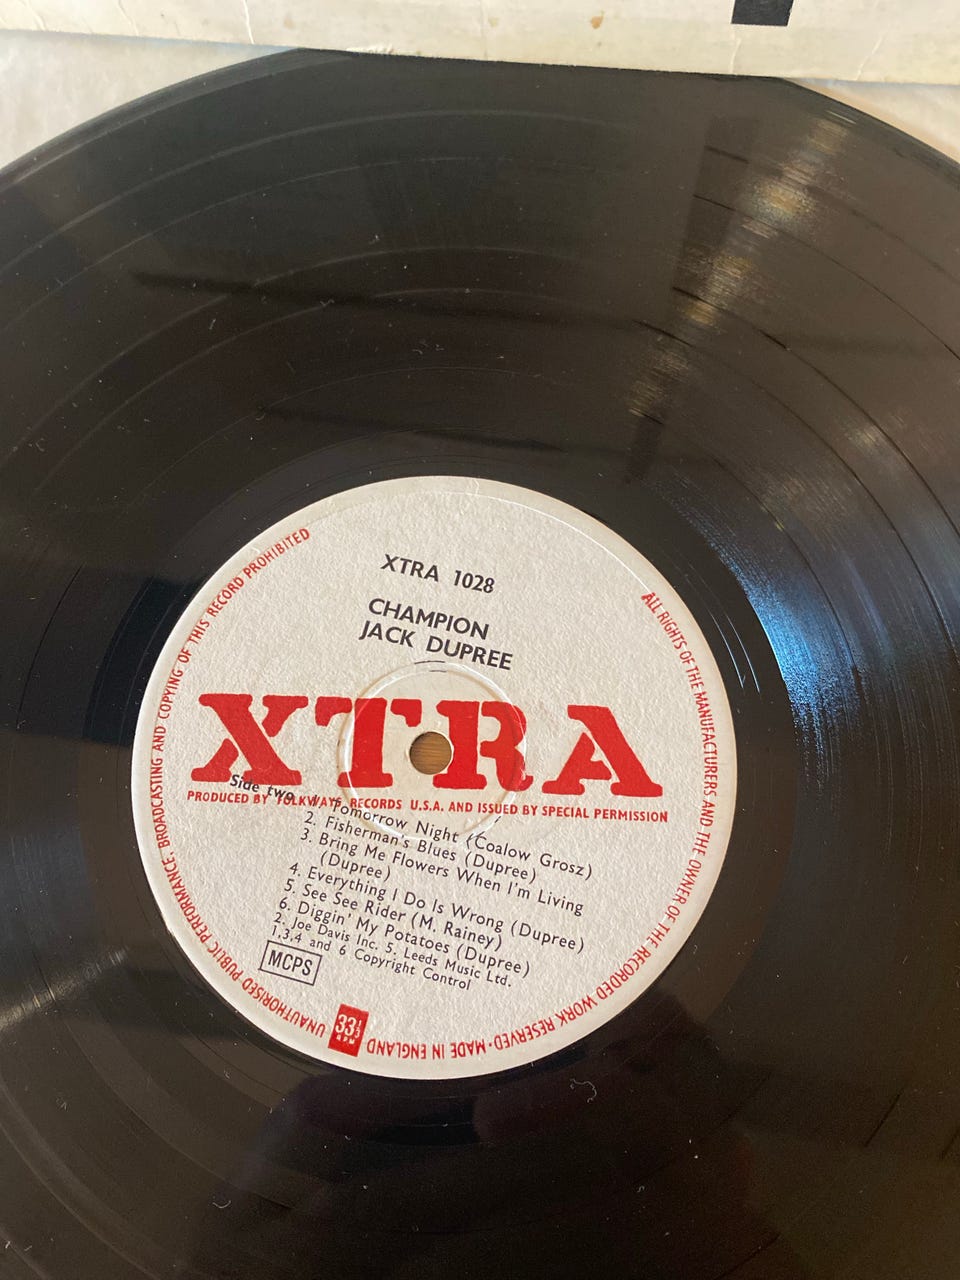 XTRA 1028
CHAMPION
JACK DUPREE
XTRA
PRODUCED BY FOLKWAYS RECORDS U.S.A. AND ISSUED BY SPECIAL PERMISSION
Side two 1. Tomorrow Night (Coalow Grosz)
2. Fisherman's Blues (Dupree)
3. Bring Me Flowers When I'm Living
(Dupree)
4. Everything I Do Is Wrong (Dupree)
5. See See Rider (M. Rainey)
6. Diggin' My Potatoes (Dupree)
2. Joe Davis Inc. 5. Leeds Music Ltd.
1,3,4 and 6 Copyright Control
MCPS
33 1/3
RPM
ALL RIGHTS OF THE MANUFACTURERS AND THE OWNER OF THE RECORDED WORK RESERVED · MADE IN ENGLAND
UNAUTHORISED PUBLIC PERFORMANCE, BROADCASTING AND COPYING OF THIS RECORD PROHIBITED